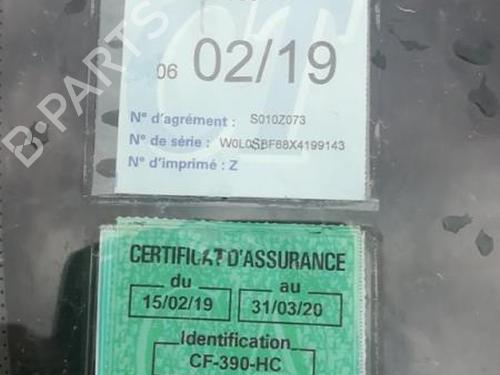 06 02/19
N° d'agrément : S010Z073
N° de série : W0L0SBF68X4199143
N° d'imprimé : Z
CERTIFICAT D'ASSURANCE
du au
15/02/19 31/03/20
Identification
CF-390-HC
B-Parts